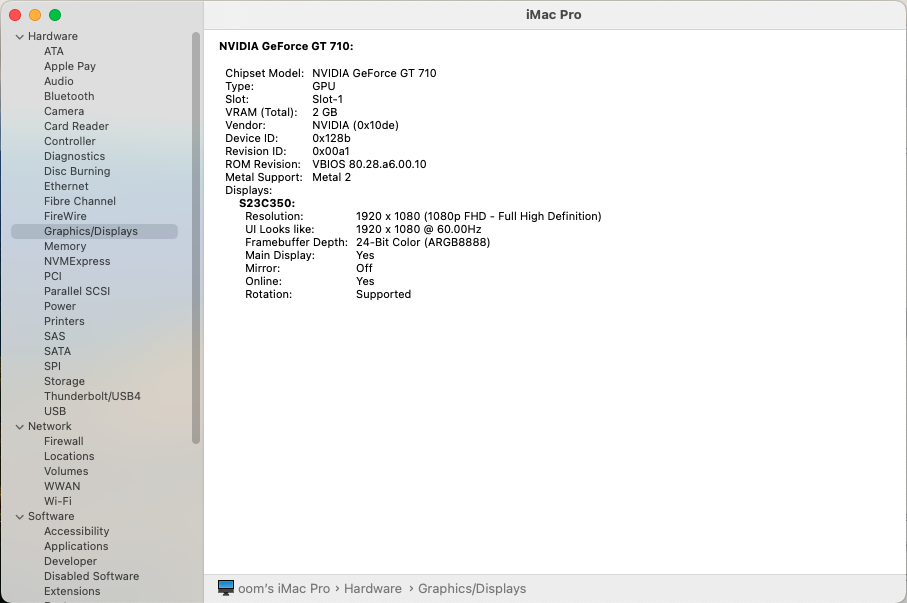 iMac Pro
Hardware
ATA
Apple Pay
Audio
Bluetooth
Camera
Card Reader
Controller
Diagnostics
Disc Burning
Ethernet
Fibre Channel
FireWire
Graphics/Displays
Memory
NVMExpress
PCI
Parallel SCSI
Power
Printers
SAS
SATA
SPI
Storage
Thunderbolt/USB4
USB
Network
Firewall
Locations
Volumes
WWAN
Wi-Fi
Software
Accessibility
Applications
Developer
Disabled Software
Extensions
NVIDIA GeForce GT 710:
Chipset Model: NVIDIA GeForce GT 710
Type: GPU
Slot: Slot-1
VRAM (Total): 2 GB
Vendor: NVIDIA (0x10de)
Device ID: 0x128b
Revision ID: 0x00a1
ROM Revision: VBIOS 80.28.a6.00.10
Metal Support: Metal 2
Displays:
S23C350:
Resolution: 1920 x 1080 (1080p FHD - Full High Definition)
UI Looks like: 1920 x 1080 @ 60.00Hz
Framebuffer Depth: 24-Bit Color (ARGB8888)
Main Display: Yes
Mirror: Off
Online: Yes
Rotation: Supported
oom's iMac Pro › Hardware › Graphics/Displays